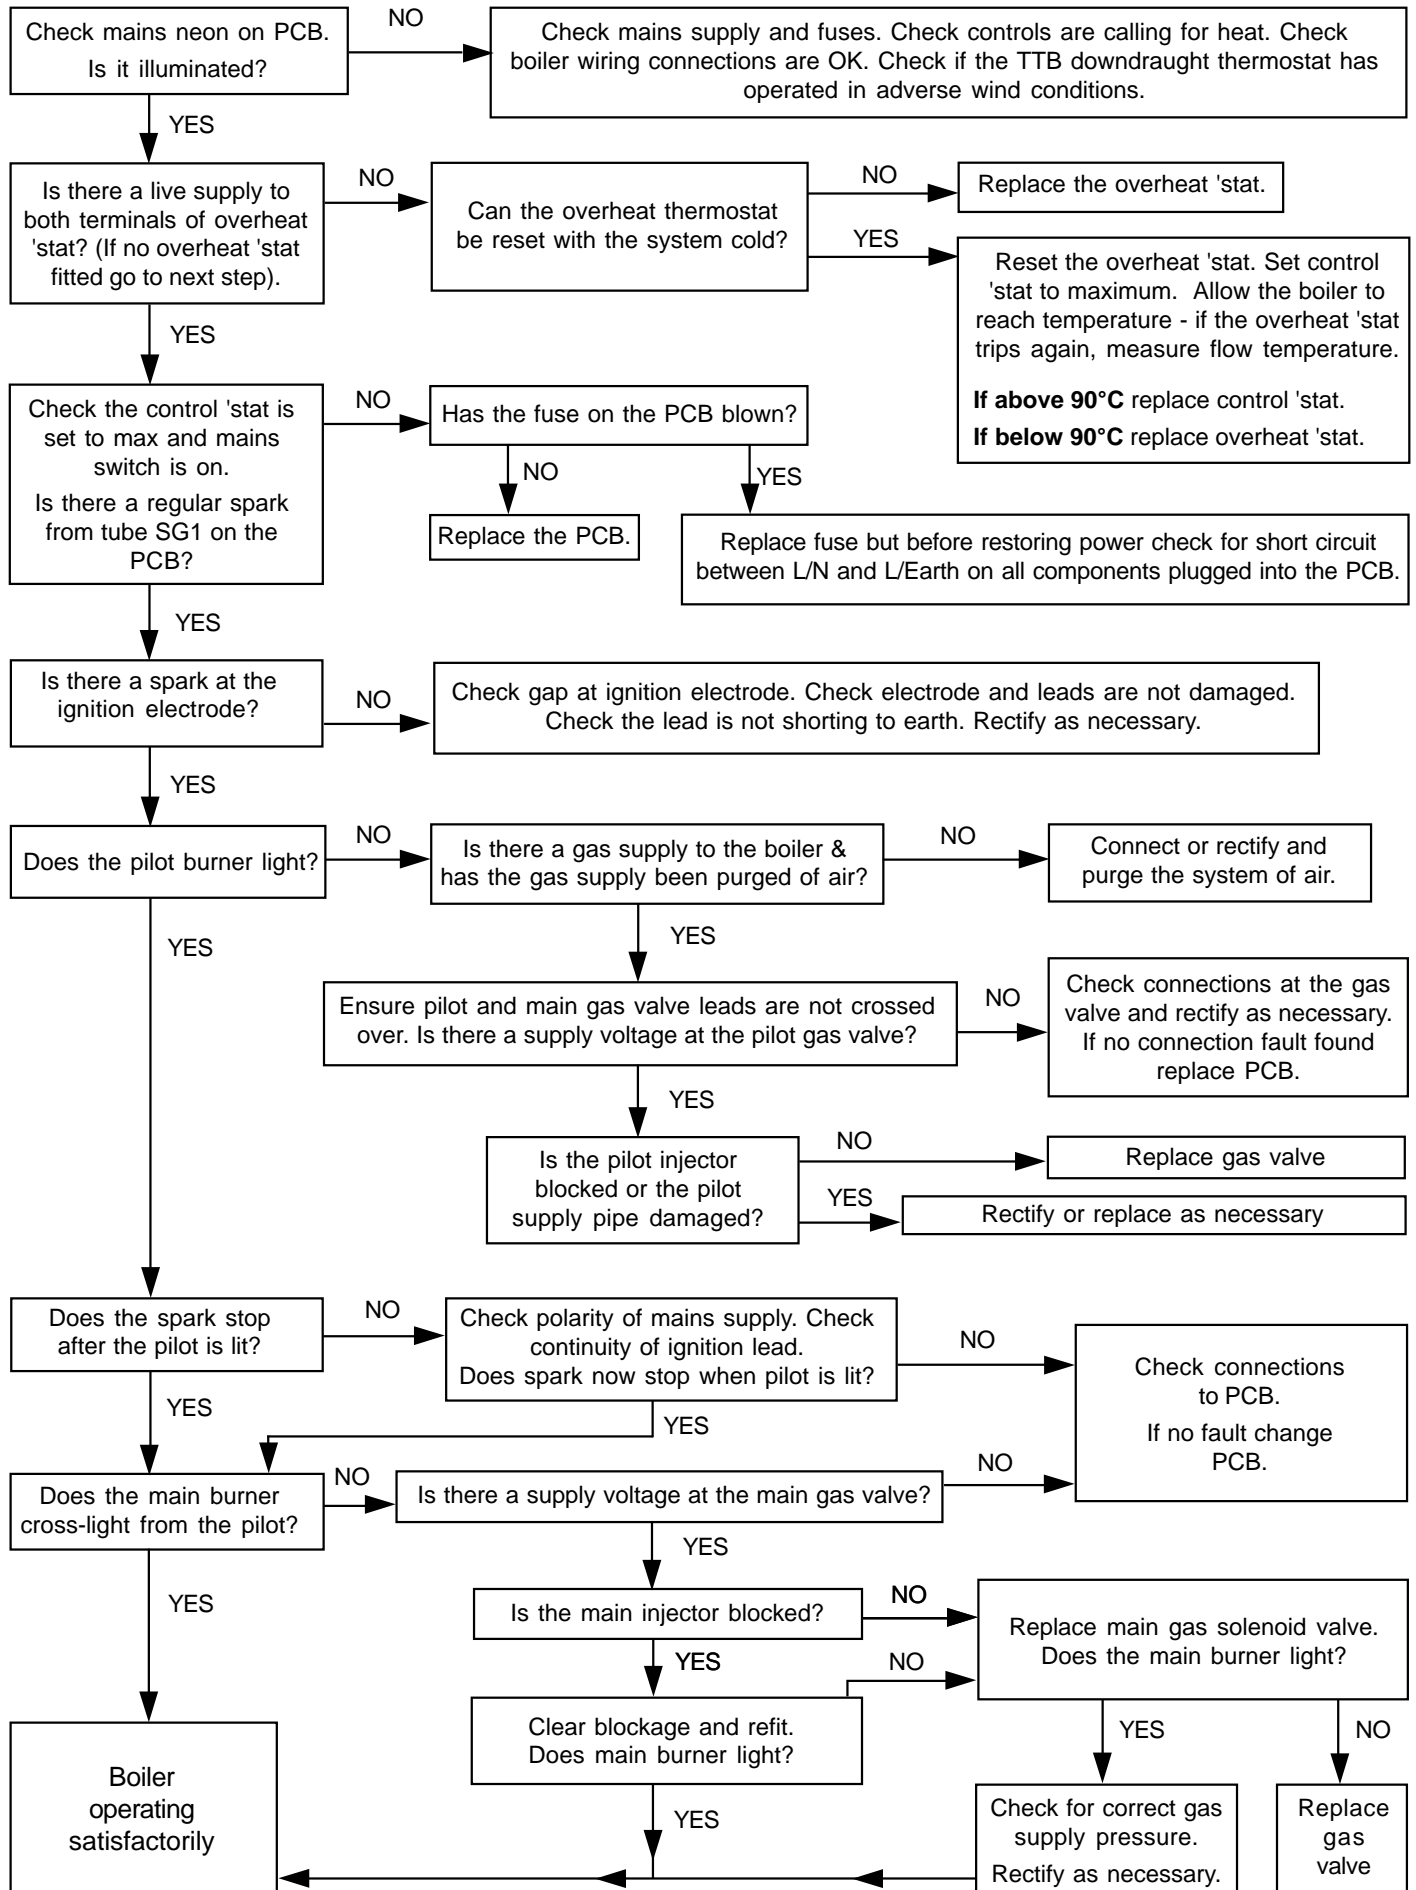 Check mains neon on PCB.
Is it illuminated?
NO
Check mains supply and fuses. Check controls are calling for heat. Check
boiler wiring connections are OK. Check if the TTB downdraught thermostat has
operated in adverse wind conditions.
YES
Is there a live supply to
both terminals of overheat
'stat? (If no overheat 'stat
fitted go to next step).
NO
Can the overheat thermostat
be reset with the system cold?
NO
Replace the overheat 'stat.
YES
Reset the overheat 'stat. Set control
'stat to maximum. Allow the boiler to
reach temperature - if the overheat 'stat
trips again, measure flow temperature.
If above 90°C replace control 'stat.
If below 90°C replace overheat 'stat.
YES
Check the control 'stat is
set to max and mains
switch is on.
Is there a regular spark
from tube SG1 on the
PCB?
NO
Has the fuse on the PCB blown?
NO
Replace the PCB.
YES
Replace fuse but before restoring power check for short circuit
between L/N and L/Earth on all components plugged into the PCB.
YES
Is there a spark at the
ignition electrode?
NO
Check gap at ignition electrode. Check electrode and leads are not damaged.
Check the lead is not shorting to earth. Rectify as necessary.
YES
Does the pilot burner light?
NO
Is there a gas supply to the boiler &
has the gas supply been purged of air?
NO
Connect or rectify and
purge the system of air.
YES
YES
Ensure pilot and main gas valve leads are not crossed
over. Is there a supply voltage at the pilot gas valve?
NO
Check connections at the gas
valve and rectify as necessary.
If no connection fault found
replace PCB.
YES
Is the pilot injector
blocked or the pilot
supply pipe damaged?
NO
Replace gas valve
YES
Rectify or replace as necessary
Does the spark stop
after the pilot is lit?
NO
Check polarity of mains supply. Check
continuity of ignition lead.
Does spark now stop when pilot is lit?
NO
Check connections
to PCB.
If no fault change
PCB.
YES
YES
Does the main burner
cross-light from the pilot?
NO
Is there a supply voltage at the main gas valve?
NO
YES
YES
Is the main injector blocked?
NO
Replace main gas solenoid valve.
Does the main burner light?
YES
NO
Clear blockage and refit.
Does main burner light?
YES
NO
Boiler
operating
satisfactorily
YES
Check for correct gas
supply pressure.
Rectify as necessary.
Replace
gas
valve